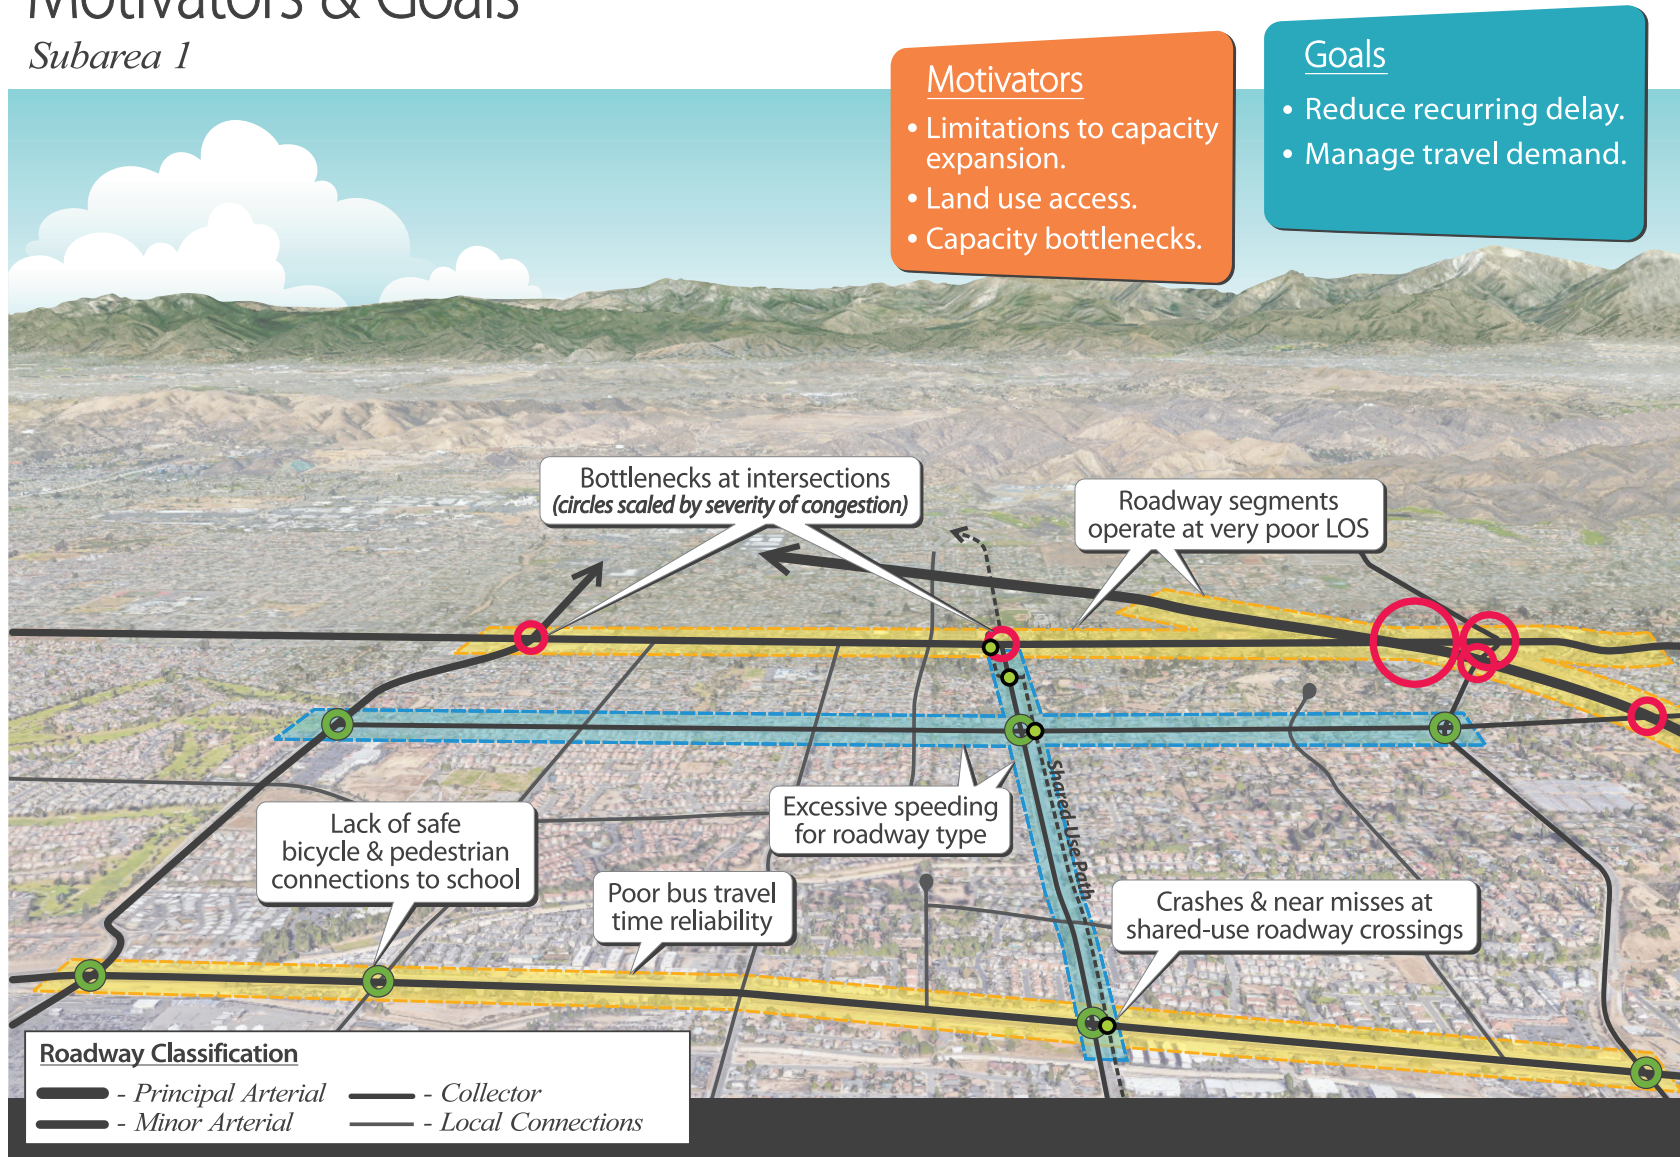 Motivators & Goals
Subarea 1
Motivators
• Limitations to capacity
expansion.
• Land use access.
• Capacity bottlenecks.
Goals
• Reduce recurring delay.
• Manage travel demand.
Bottlenecks at intersections
(circles scaled by severity of congestion)
Roadway segments
operate at very poor LOS
Excessive speeding
for roadway type
Shared-Use Path
Lack of safe
bicycle & pedestrian
connections to school
Poor bus travel
time reliability
Crashes & near misses at
shared-use roadway crossings
Roadway Classification
- Principal Arterial
- Collector
- Minor Arterial
- Local Connections